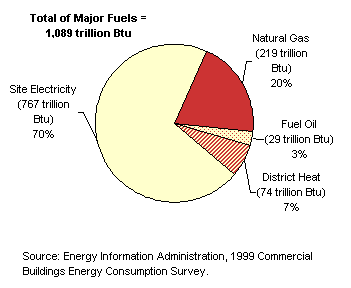 Total of Major Fuels =
1,089 trillion Btu
Natural Gas
(219 trillion
Btu)
20%
Site Electricity
(767 trillion
Btu)
70%
Fuel Oil
(29 trillion Btu)
3%
District Heat
(74 trillion Btu)
7%
Source: Energy Information Administration, 1999 Commercial
Buildings Energy Consumption Survey.